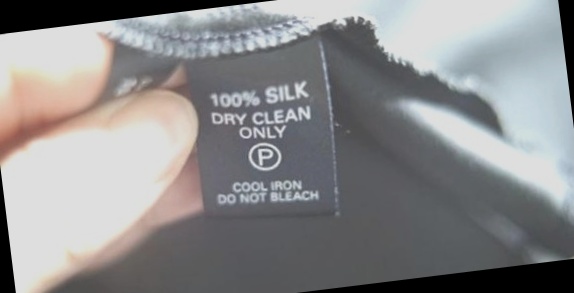 100% SILK
DRY CLEAN
ONLY
P
COOL IRON
DO NOT BLEACH